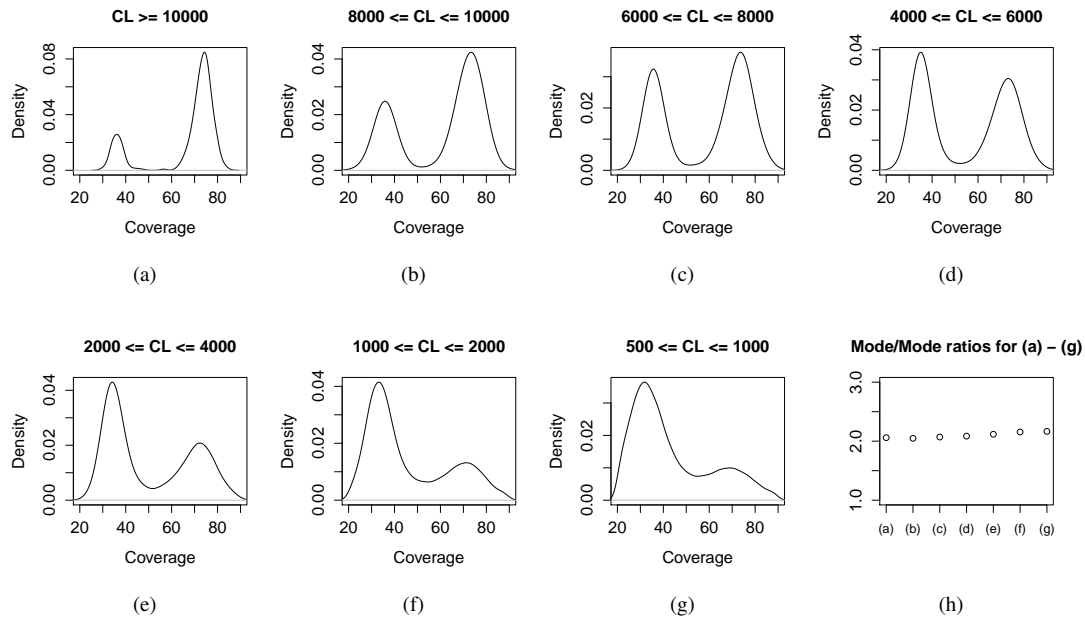 CL >= 10000
Density
0.00 0.04 0.08
20 40 60 80
Coverage
(a)
8000 <= CL <= 10000
Density
0.00 0.02 0.04
20 40 60 80
Coverage
(b)
6000 <= CL <= 8000
Density
0.00 0.02
20 40 60 80
Coverage
(c)
4000 <= CL <= 6000
Density
0.00 0.02 0.04
20 40 60 80
Coverage
(d)
2000 <= CL <= 4000
Density
0.00 0.02 0.04
20 40 60 80
Coverage
(e)
1000 <= CL <= 2000
Density
0.00 0.02 0.04
20 40 60 80
Coverage
(f)
500 <= CL <= 1000
Density
0.00 0.02
20 40 60 80
Coverage
(g)
Mode/Mode ratios for (a) − (g)
1.0 2.0 3.0
(a) (b) (c) (d) (e) (f) (g)
(h)